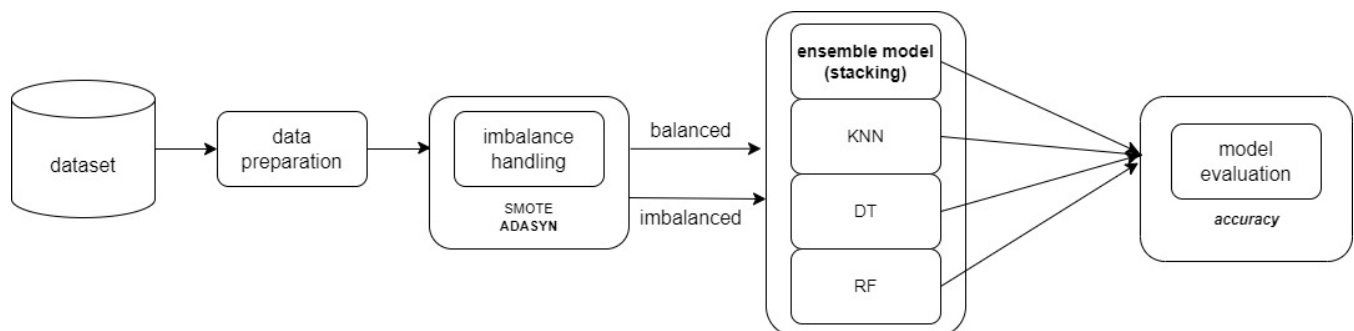 dataset
data
preparation
imbalance
handling
SMOTE
ADASYN
balanced
imbalanced
ensemble model
(stacking)
KNN
DT
RF
model
evaluation
accuracy